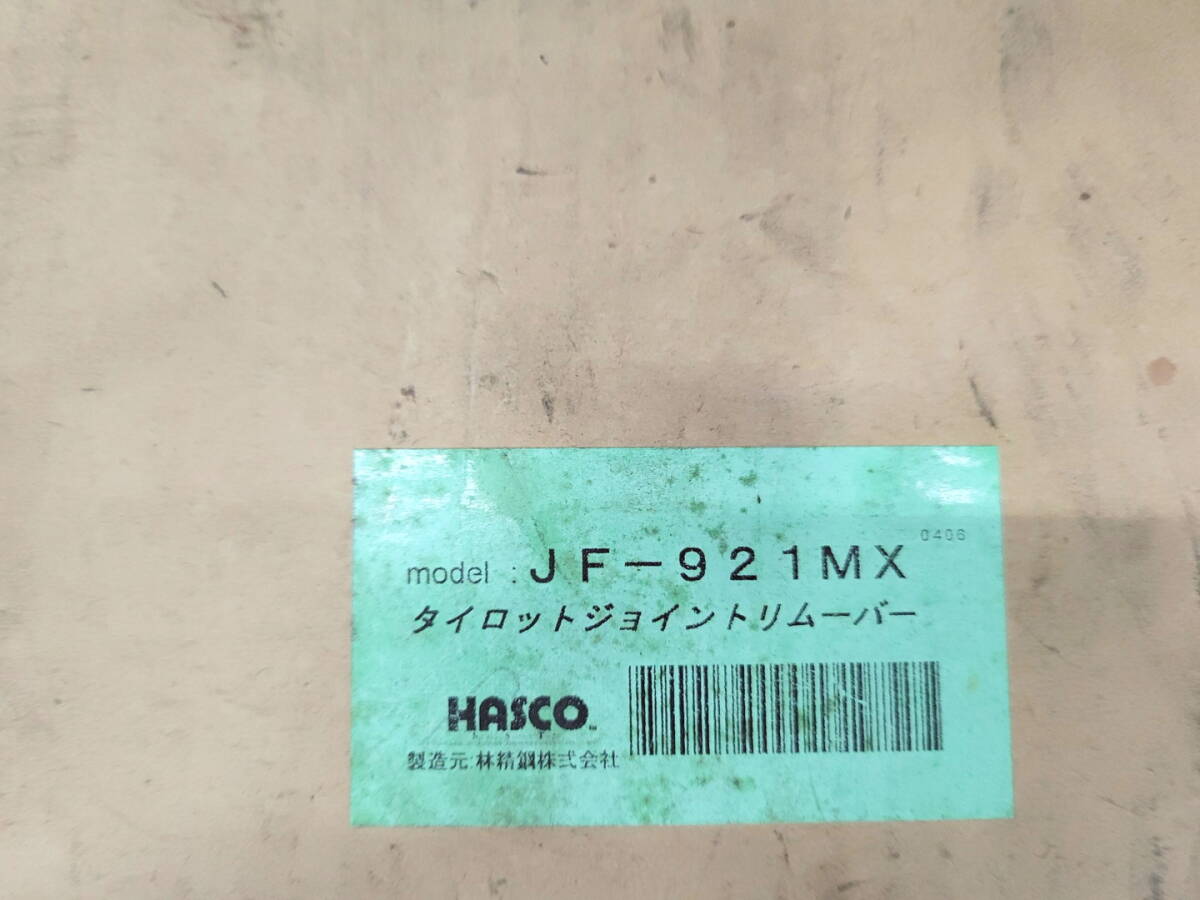 0406
model : JF-921MX
タイロットジョイントリムーバー
HASCO
製造元:林精鋼株式会社